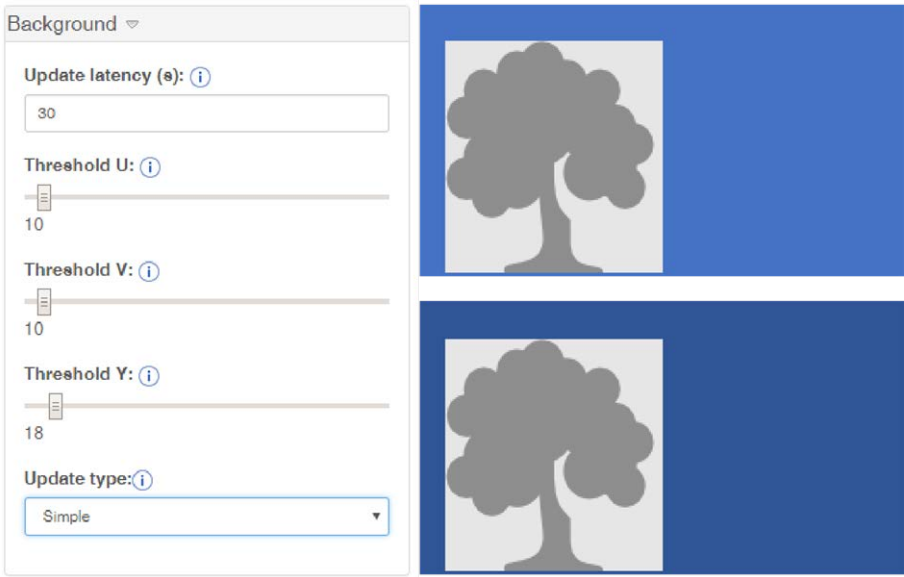 Background
Update latency (s):
30
Threshold U:
10
Threshold V:
10
Threshold Y:
18
Update type:
Simple